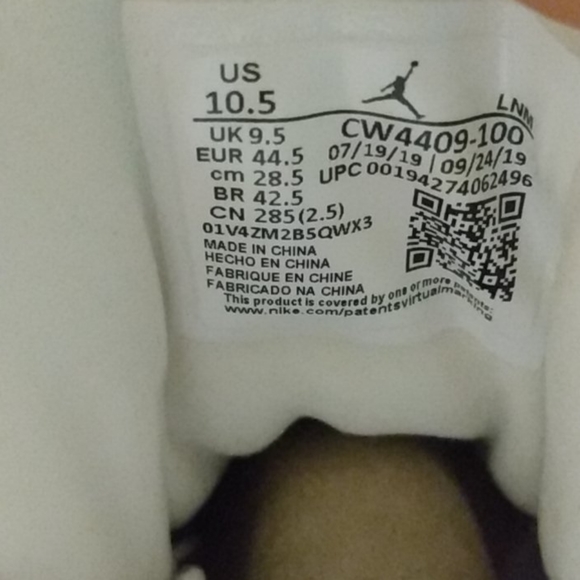 US
10.5
LNM
UK 9.5
CW4409-100
EUR 44.5
07/19/19 | 09/24/19
cm 28.5
UPC 00194274062496
BR 42.5
CN 285(2.5)
01V4ZM2B5QWX3
MADE IN CHINA
HECHO EN CHINA
FABRIQUE EN CHINE
FABRICADO NA CHINA
This product is covered by one or more patents:
www.nike.com/patentsvirtualmarking